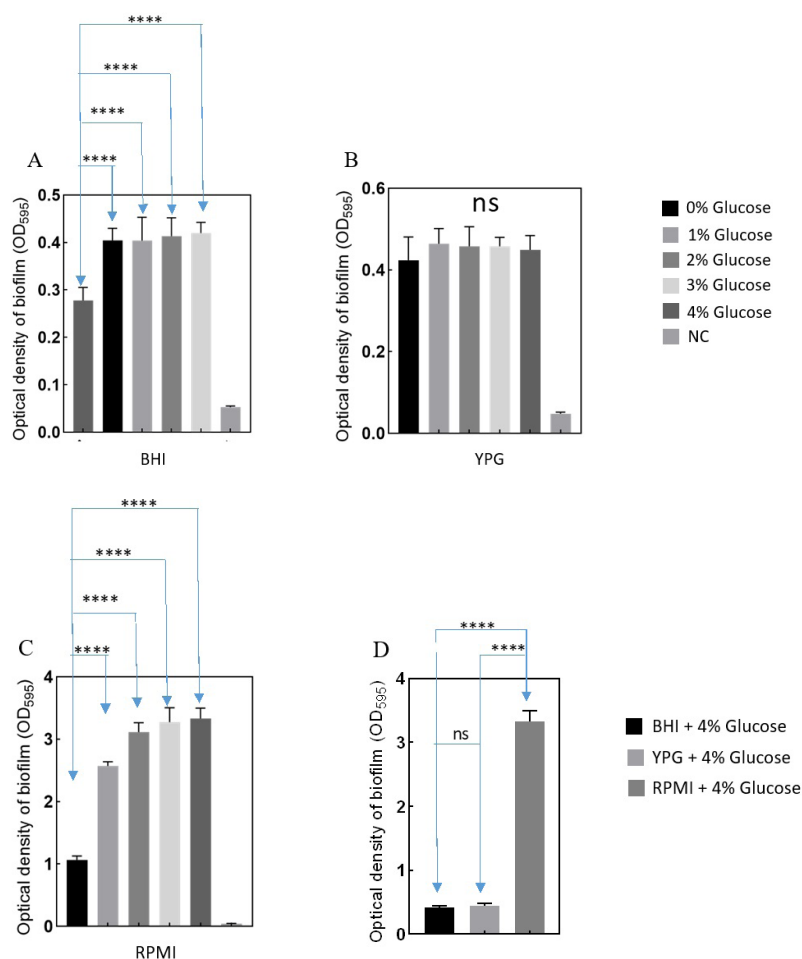 ****
****
****
****
A
Optical density of biofilm (OD595)
0.5
0.4
0.3
0.2
0.1
0.0
BHI
B
Optical density of biofilm (OD595)
0.6
0.4
0.2
0.0
ns
YPG
0% Glucose
1% Glucose
2% Glucose
3% Glucose
4% Glucose
NC
****
****
****
****
C
Optical density of biofilm (OD595)
4
3
2
1
0
RPMI
D
****
****
ns
Optical density of biofilm (OD595)
4
3
2
1
0
BHI + 4% Glucose
YPG + 4% Glucose
RPMI + 4% Glucose